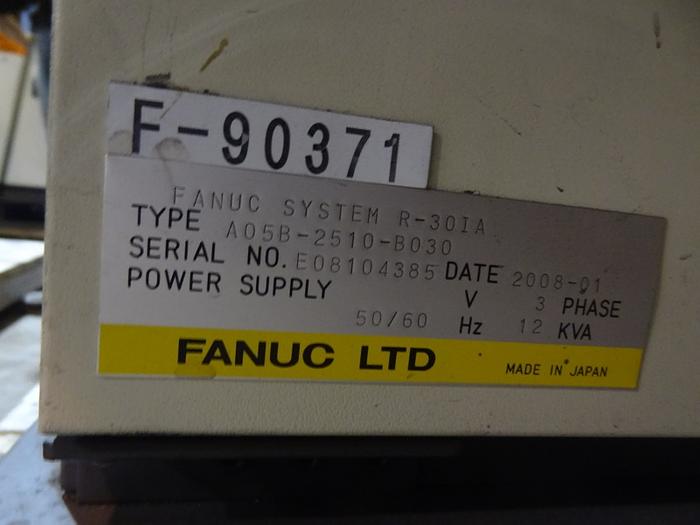 F-90371
FANUC SYSTEM R-30IA
TYPE A05B-2510-B030
SERIAL NO. E08104385 DATE 2008-01
POWER SUPPLY V 3 PHASE
50/60 Hz 12 KVA
FANUC LTD MADE IN JAPAN